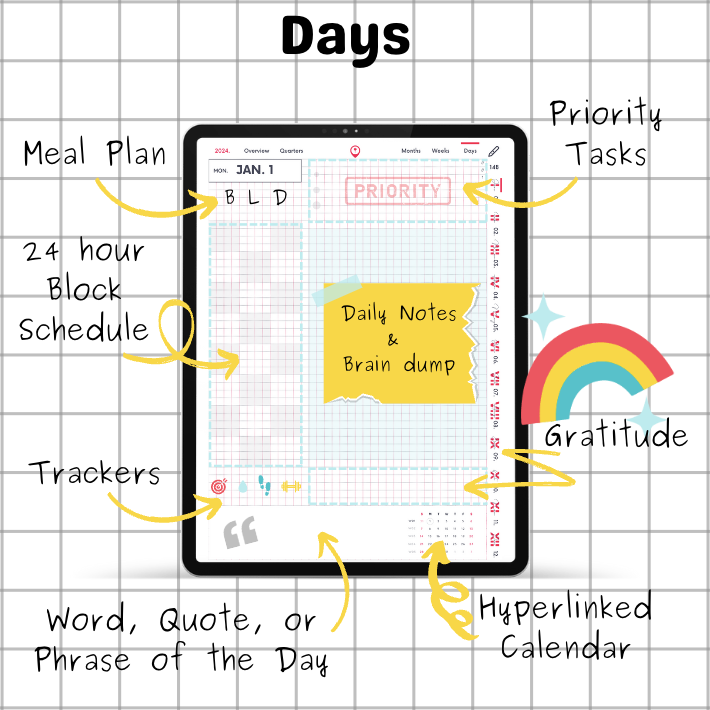 Days
Priority
Tasks
Meal Plan
2024. Overview Quarters Months Weeks Days
MON. JAN. 1
B L D
PRIORITY
24 hour
Block
Schedule
Daily Notes
&
Brain dump
Gratitude
Trackers
Word, Quote, or
Phrase of the Day
Hyperlinked
Calendar